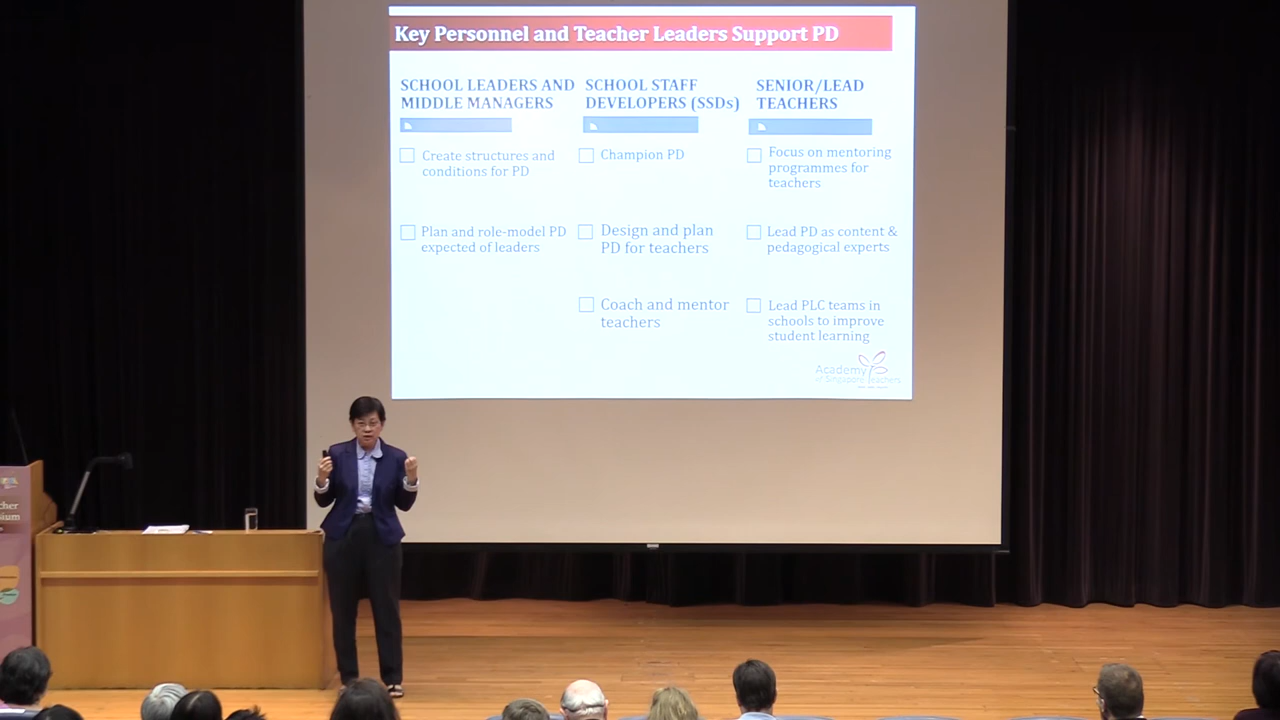 Key Personnel and Teacher Leaders Support PD
SCHOOL LEADERS AND
MIDDLE MANAGERS
Create structures and
conditions for PD
Plan and role-model PD
expected of leaders
SCHOOL STAFF
DEVELOPERS (SSDs)
Champion PD
Design and plan
PD for teachers
Coach and mentor
teachers
SENIOR/LEAD
TEACHERS
Focus on mentoring
programmes for
teachers
Lead PD as content &
pedagogical experts
Lead PLC teams in
schools to improve
student learning
Academy
of Singapore Teachers
cher
sium